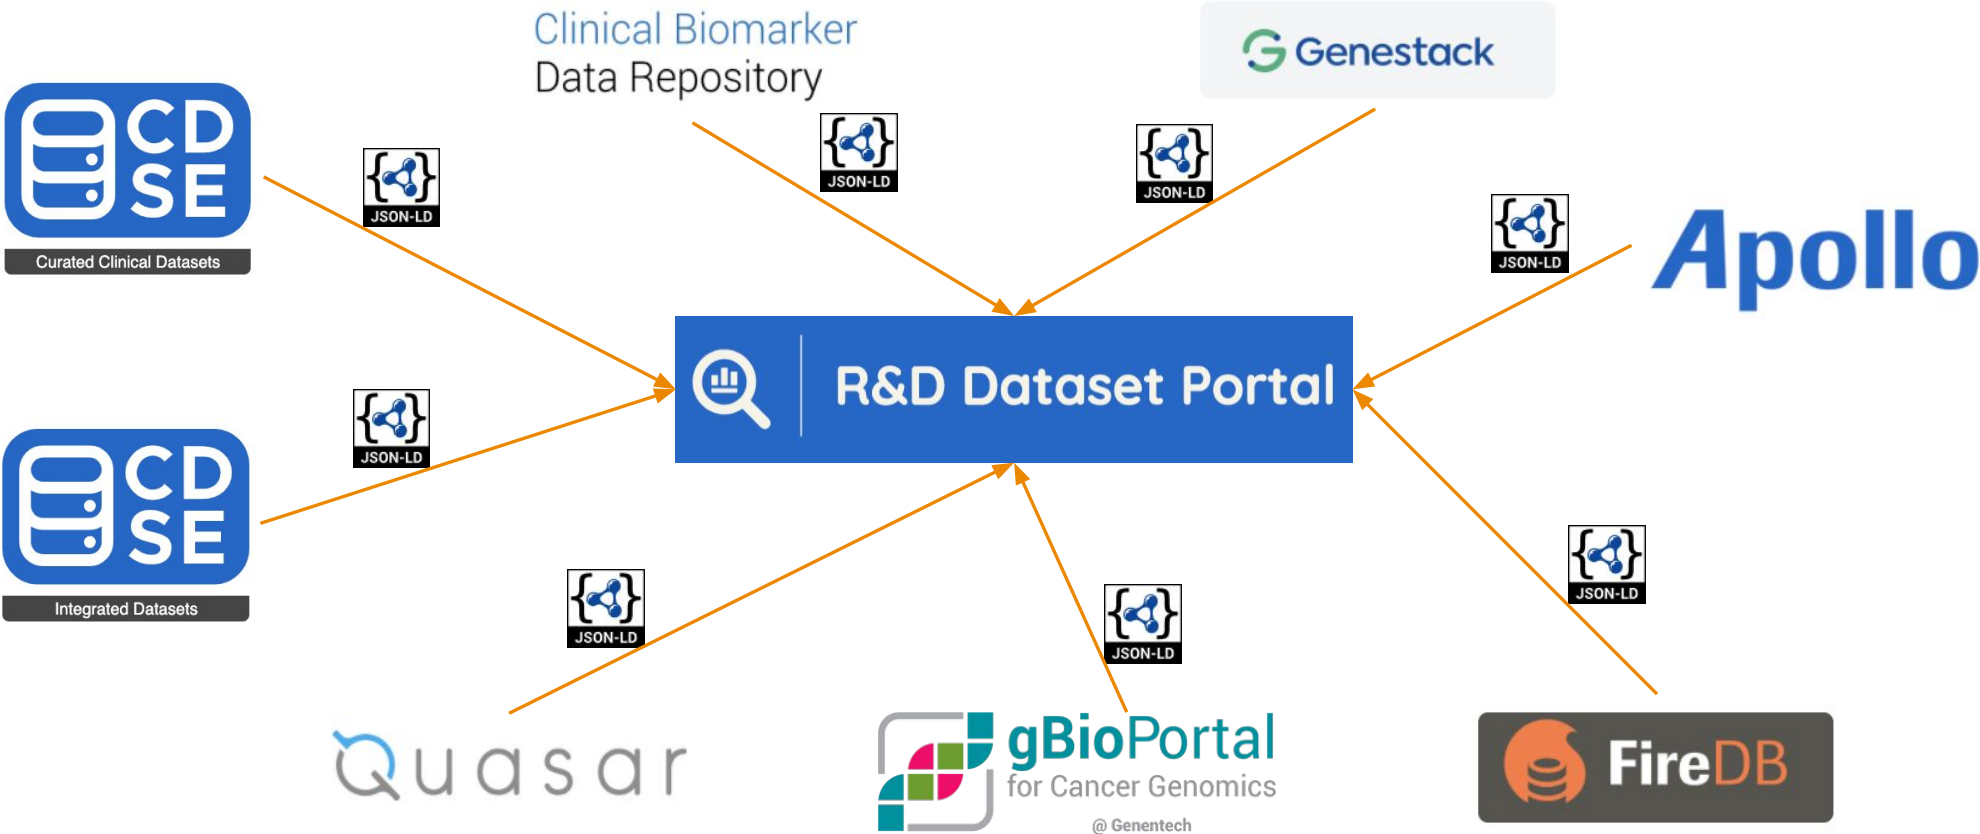 Clinical Biomarker
Data Repository
Genestack
CD
SE
Curated Clinical Datasets
JSON-LD
JSON-LD
JSON-LD
JSON-LD
Apollo
R&D Dataset Portal
JSON-LD
CD
SE
Integrated Datasets
JSON-LD
JSON-LD
JSON-LD
Quasar
gBioPortal
for Cancer Genomics
@ Genentech
FireDB